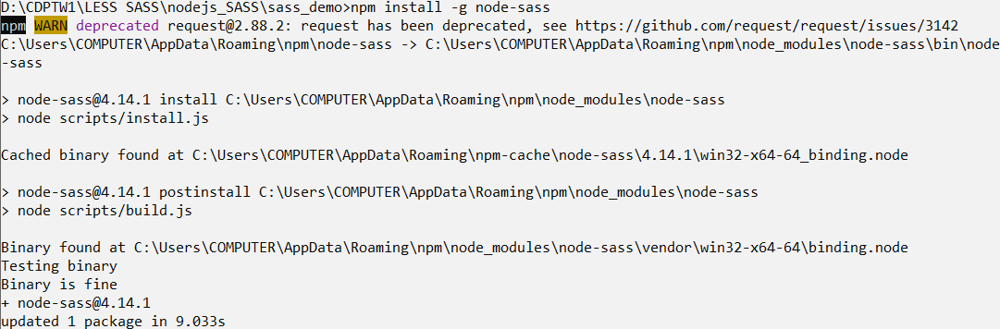 D:\CDPTW1\LESS SASS\nodejs_SASS\sass_demo>npm install -g node-sass
npm WARN deprecated request@2.88.2: request has been deprecated, see https://github.com/request/request/issues/3142
C:\Users\COMPUTER\AppData\Roaming\npm\node-sass -> C:\Users\COMPUTER\AppData\Roaming\npm\node_modules\node-sass\bin\node
-sass
> node-sass@4.14.1 install C:\Users\COMPUTER\AppData\Roaming\npm\node_modules\node-sass
> node scripts/install.js
Cached binary found at C:\Users\COMPUTER\AppData\Roaming\npm-cache\node-sass\4.14.1\win32-x64-64_binding.node
> node-sass@4.14.1 postinstall C:\Users\COMPUTER\AppData\Roaming\npm\node_modules\node-sass
> node scripts/build.js
Binary found at C:\Users\COMPUTER\AppData\Roaming\npm\node_modules\node-sass\vendor\win32-x64-64\binding.node
Testing binary
Binary is fine
+ node-sass@4.14.1
updated 1 package in 9.033s